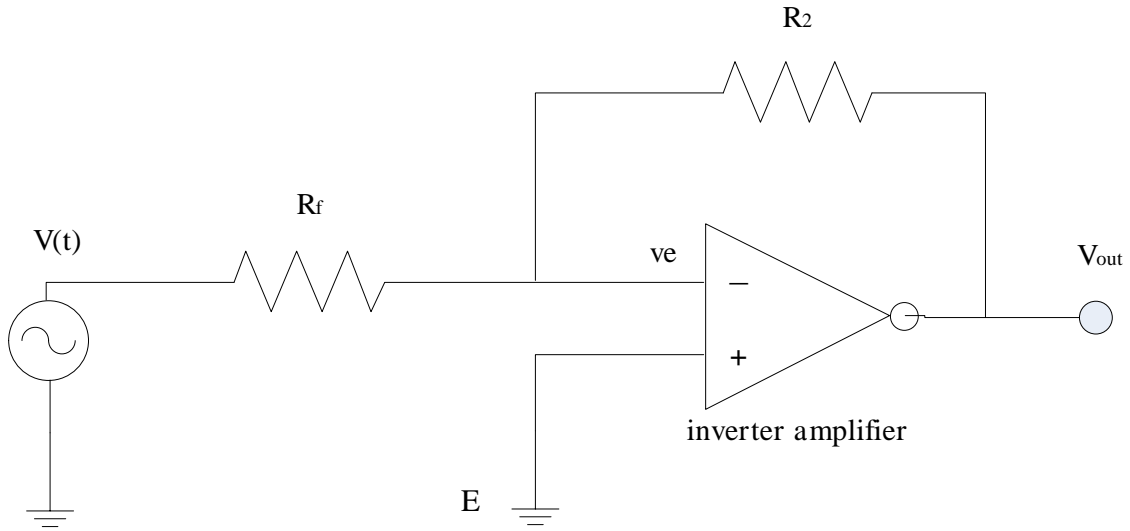 R2
Rf
V(t)
ve
Vout
−
+
inverter amplifier
E